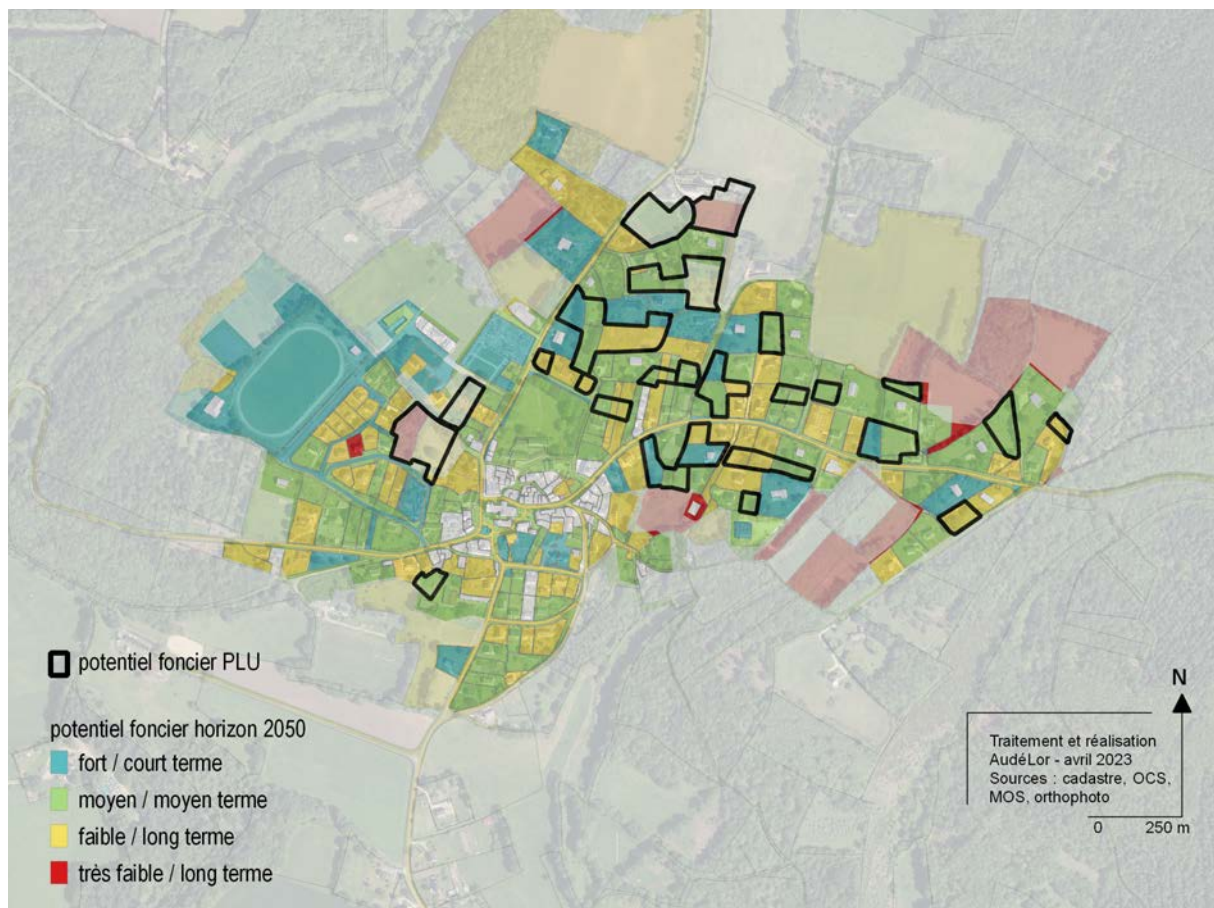 potentiel foncier PLU
potentiel foncier horizon 2050
fort / court terme
moyen / moyen terme
faible / long terme
très faible / long terme
N
Traitement et réalisation
AudéLor - avril 2023
Sources : cadastre, OCS,
MOS, orthophoto
0 250 m